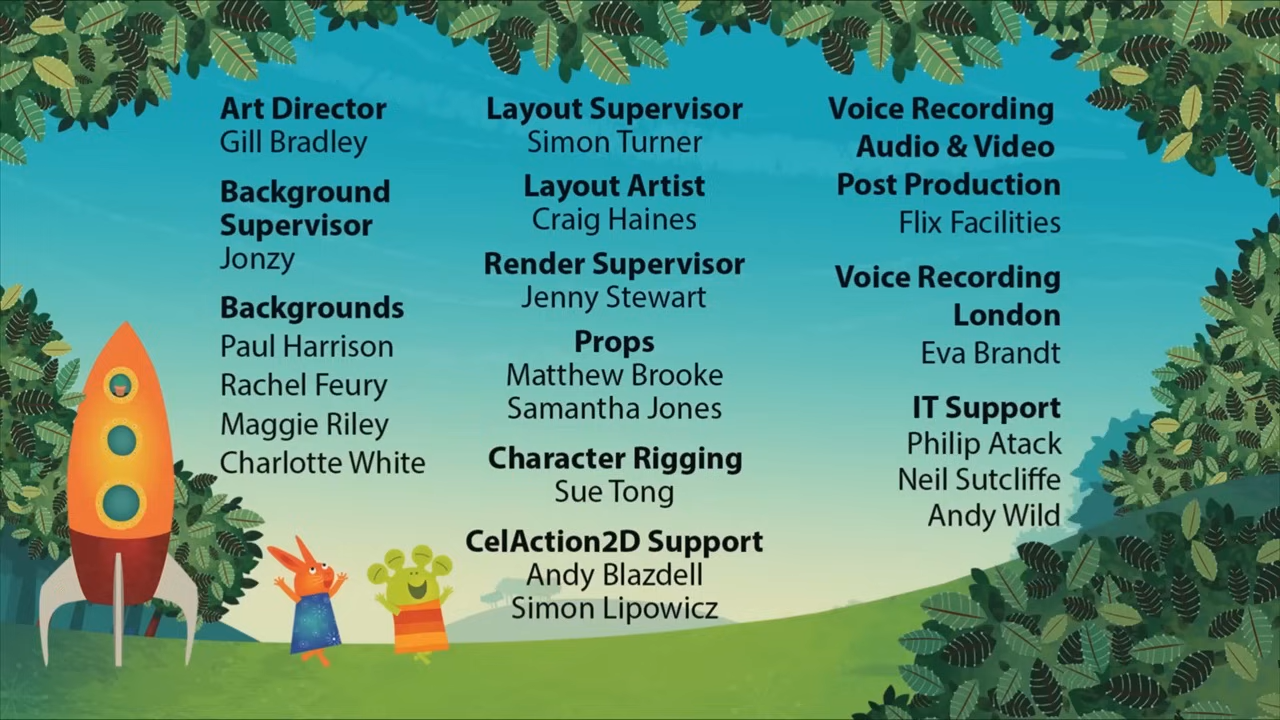 Art Director
Gill Bradley
Background
Supervisor
Jonzy
Backgrounds
Paul Harrison
Rachel Feury
Maggie Riley
Charlotte White
Layout Supervisor
Simon Turner
Layout Artist
Craig Haines
Render Supervisor
Jenny Stewart
Props
Matthew Brooke
Samantha Jones
Character Rigging
Sue Tong
CelAction2D Support
Andy Blazdell
Simon Lipowicz
Voice Recording
Audio & Video
Post Production
Flix Facilities
Voice Recording
London
Eva Brandt
IT Support
Philip Atack
Neil Sutcliffe
Andy Wild